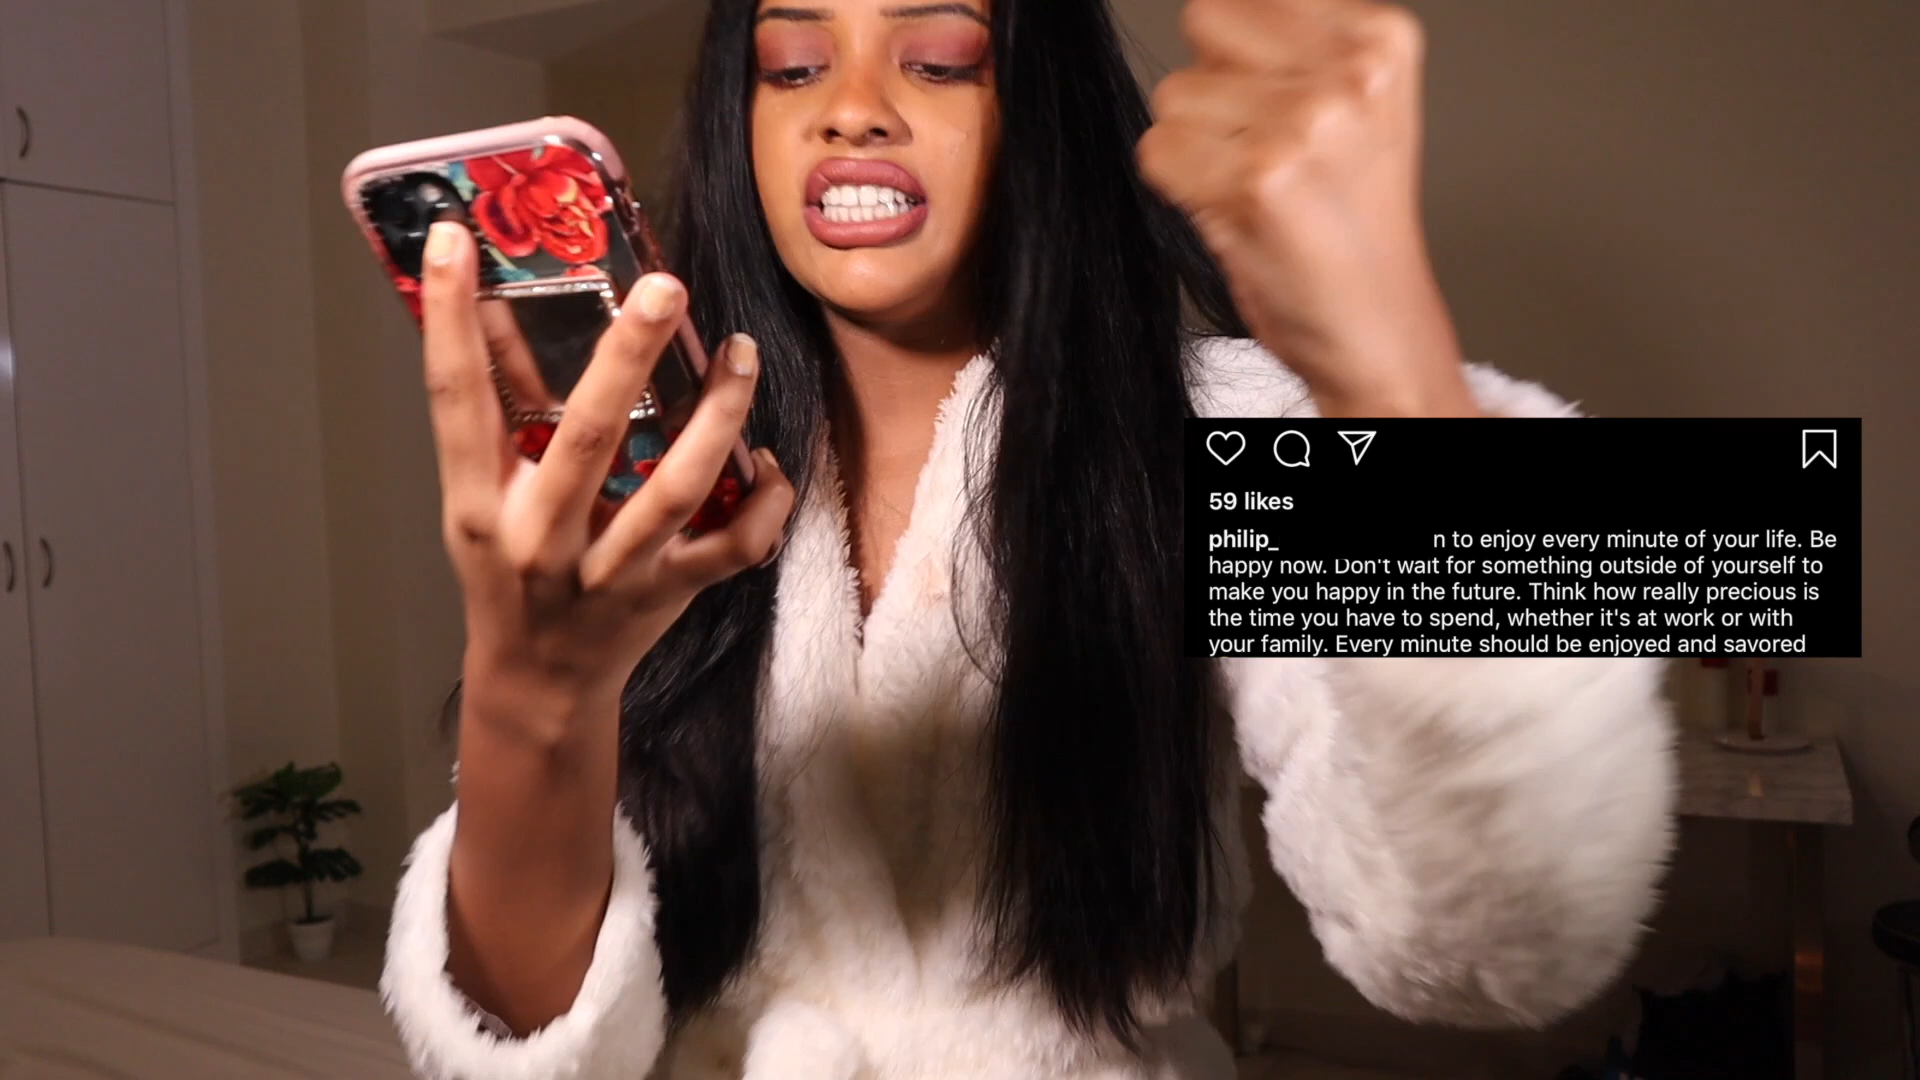 59 likes
philip_ n to enjoy every minute of your life. Be
happy now. Don't wait for something outside of yourself to
make you happy in the future. Think how really precious is
the time you have to spend, whether it's at work or with
your family. Every minute should be enjoyed and savored